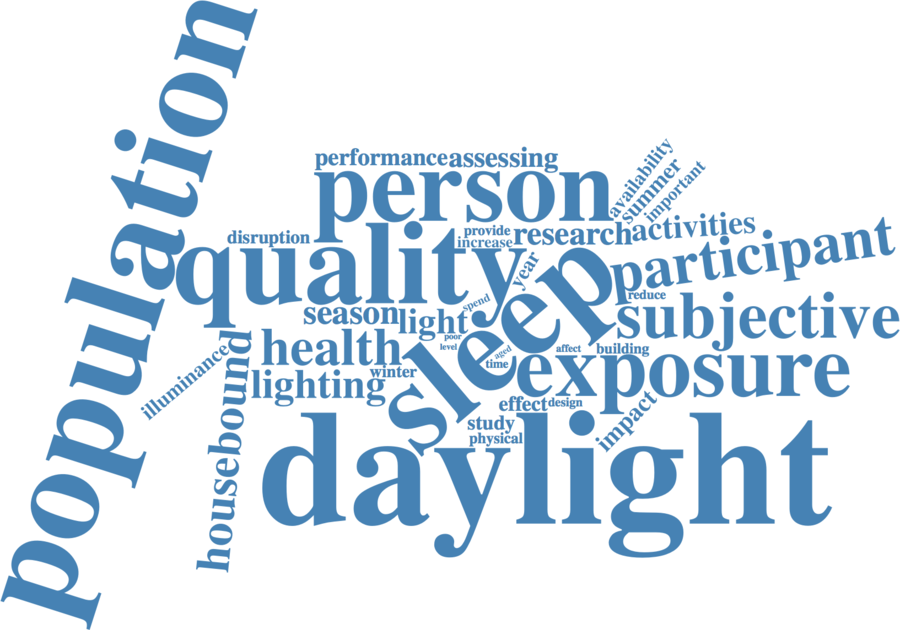 population
performance
assessing
person
availability
summer
important
disruption
quality
provide
increase
research
activities
year
participant
sleep
reduce
spend
season
light
subjective
poor
level
health
aged
time
affect
building
winter
illuminance
lighting
exposure
housebound
effect
design
impact
study
physical
daylight